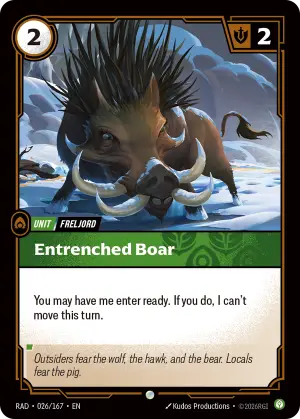 2
2
UNIT FRELJORD
Entrenched Boar
You may have me enter ready. If you do, I can't
move this turn.
Outsiders fear the wolf, the hawk, and the bear. Locals
fear the pig.
RAD • 026/167 • EN
Kudos Productions • ©2026RGI